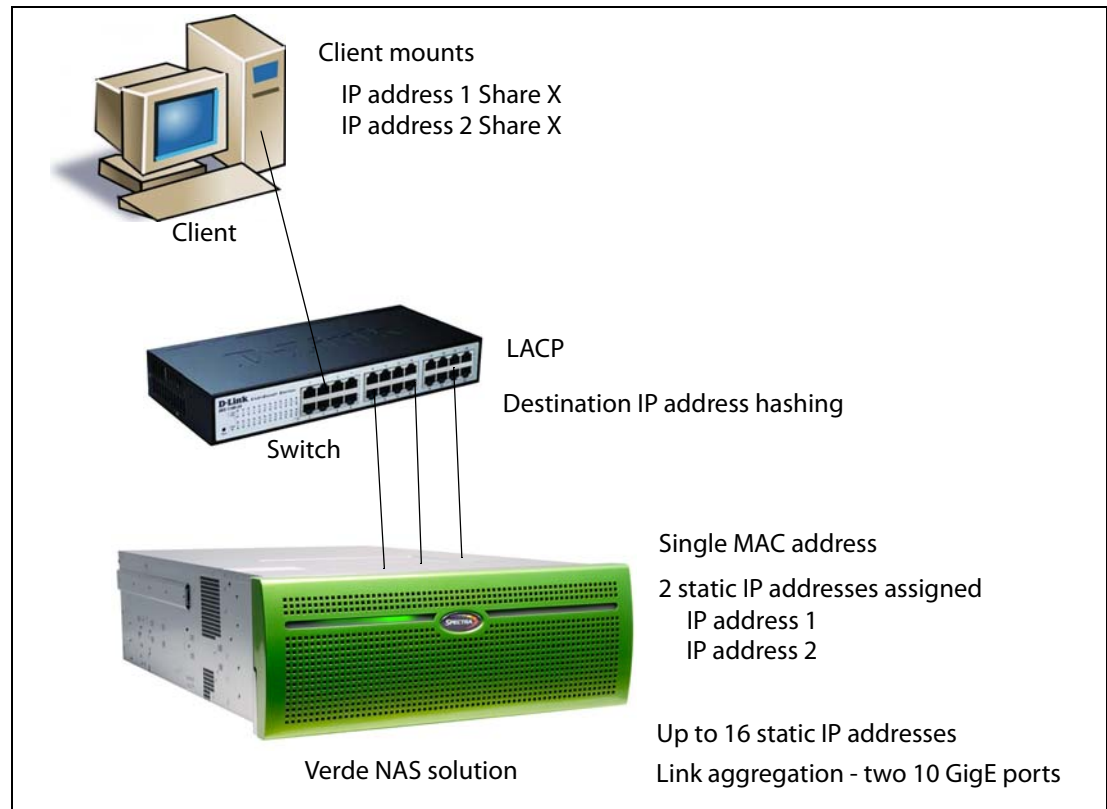 Client mounts
IP address 1 Share X
IP address 2 Share X
Client
LACP
D-Link
Destination IP address hashing
Switch
Single MAC address
2 static IP addresses assigned
IP address 1
IP address 2
SPECTRA
Up to 16 static IP addresses
Verde NAS solution
Link aggregation - two 10 GigE ports